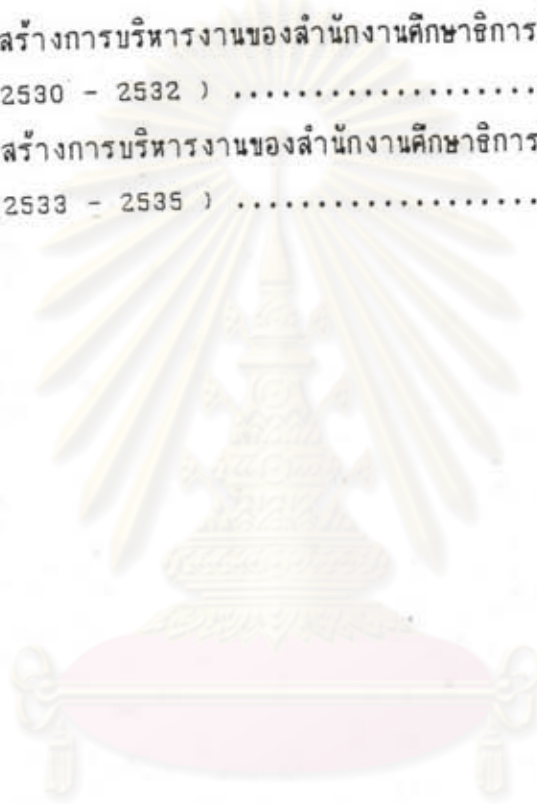 สร้างการบริหารงานของสำนักงานศึกษาธิการ
2530 - 2532 ) ...................
สร้างการบริหารงานของสำนักงานศึกษาธิการ
2533 - 2535 ) ...................